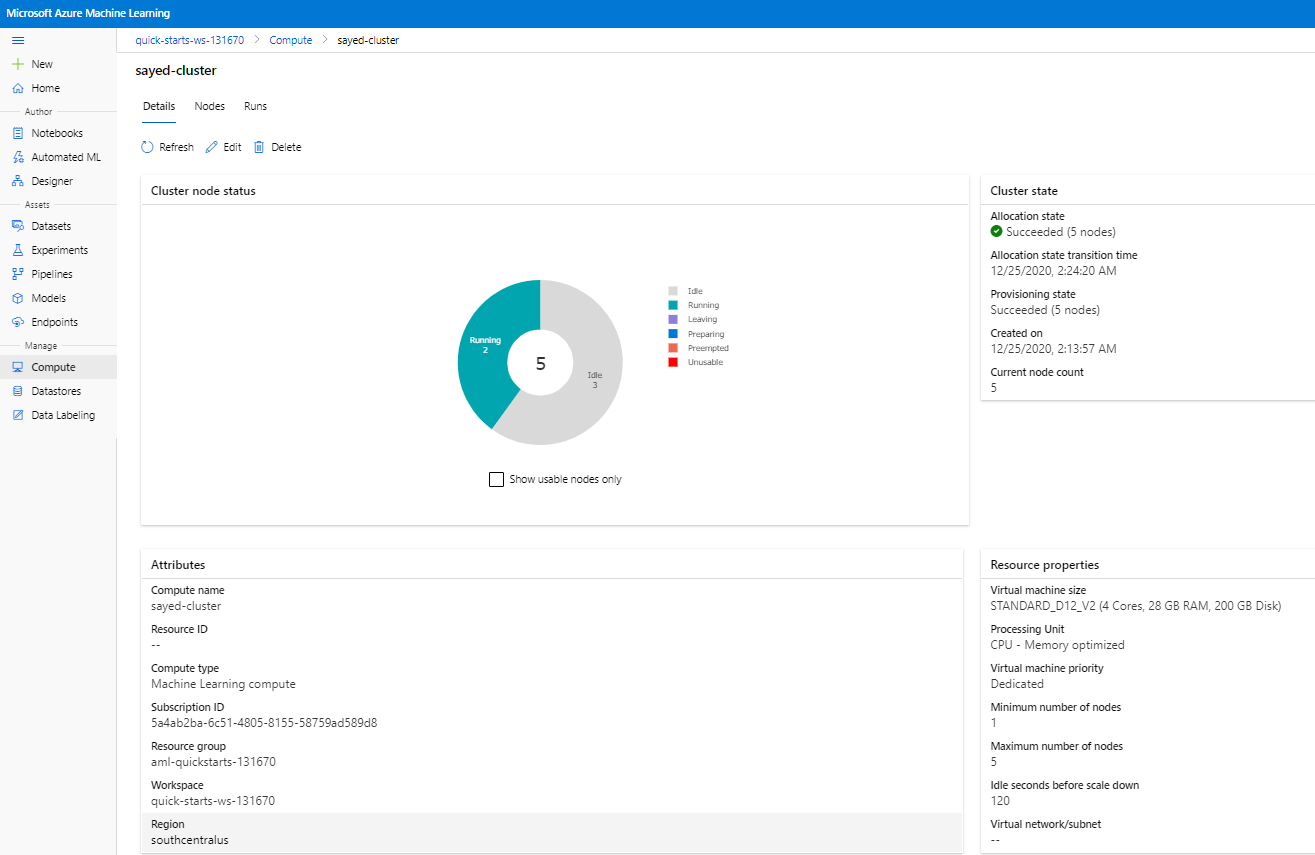 Microsoft Azure Machine Learning
quick-starts-ws-131670 > Compute > sayed-cluster
New
Home
Author
Notebooks
Automated ML
Designer
Assets
Datasets
Experiments
Pipelines
Models
Endpoints
Manage
Compute
Datastores
Data Labeling
sayed-cluster
Details Nodes Runs
Refresh Edit Delete
Cluster node status
Running
2
5
Idle
3
Idle
Running
Leaving
Preparing
Preempted
Unusable
Show usable nodes only
Cluster state
Allocation state
Succeeded (5 nodes)
Allocation state transition time
12/25/2020, 2:24:20 AM
Provisioning state
Succeeded (5 nodes)
Created on
12/25/2020, 2:13:57 AM
Current node count
5
Attributes
Compute name
sayed-cluster
Resource ID
--
Compute type
Machine Learning compute
Subscription ID
5a4ab2ba-6c51-4805-8155-58759ad589d8
Resource group
aml-quickstarts-131670
Workspace
quick-starts-ws-131670
Region
southcentralus
Resource properties
Virtual machine size
STANDARD_D12_V2 (4 Cores, 28 GB RAM, 200 GB Disk)
Processing Unit
CPU - Memory optimized
Virtual machine priority
Dedicated
Minimum number of nodes
1
Maximum number of nodes
5
Idle seconds before scale down
120
Virtual network/subnet
--